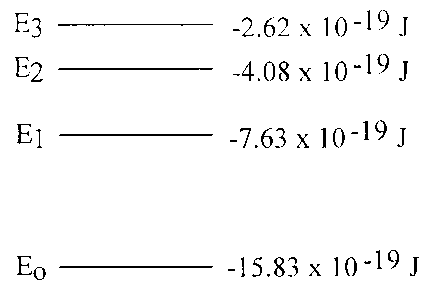 E₃ -2.62 x 10⁻¹⁹ J
E₂ -4.08 x 10⁻¹⁹ J
E₁ -7.63 x 10⁻¹⁹ J
Eₒ -15.83 x 10⁻¹⁹ J